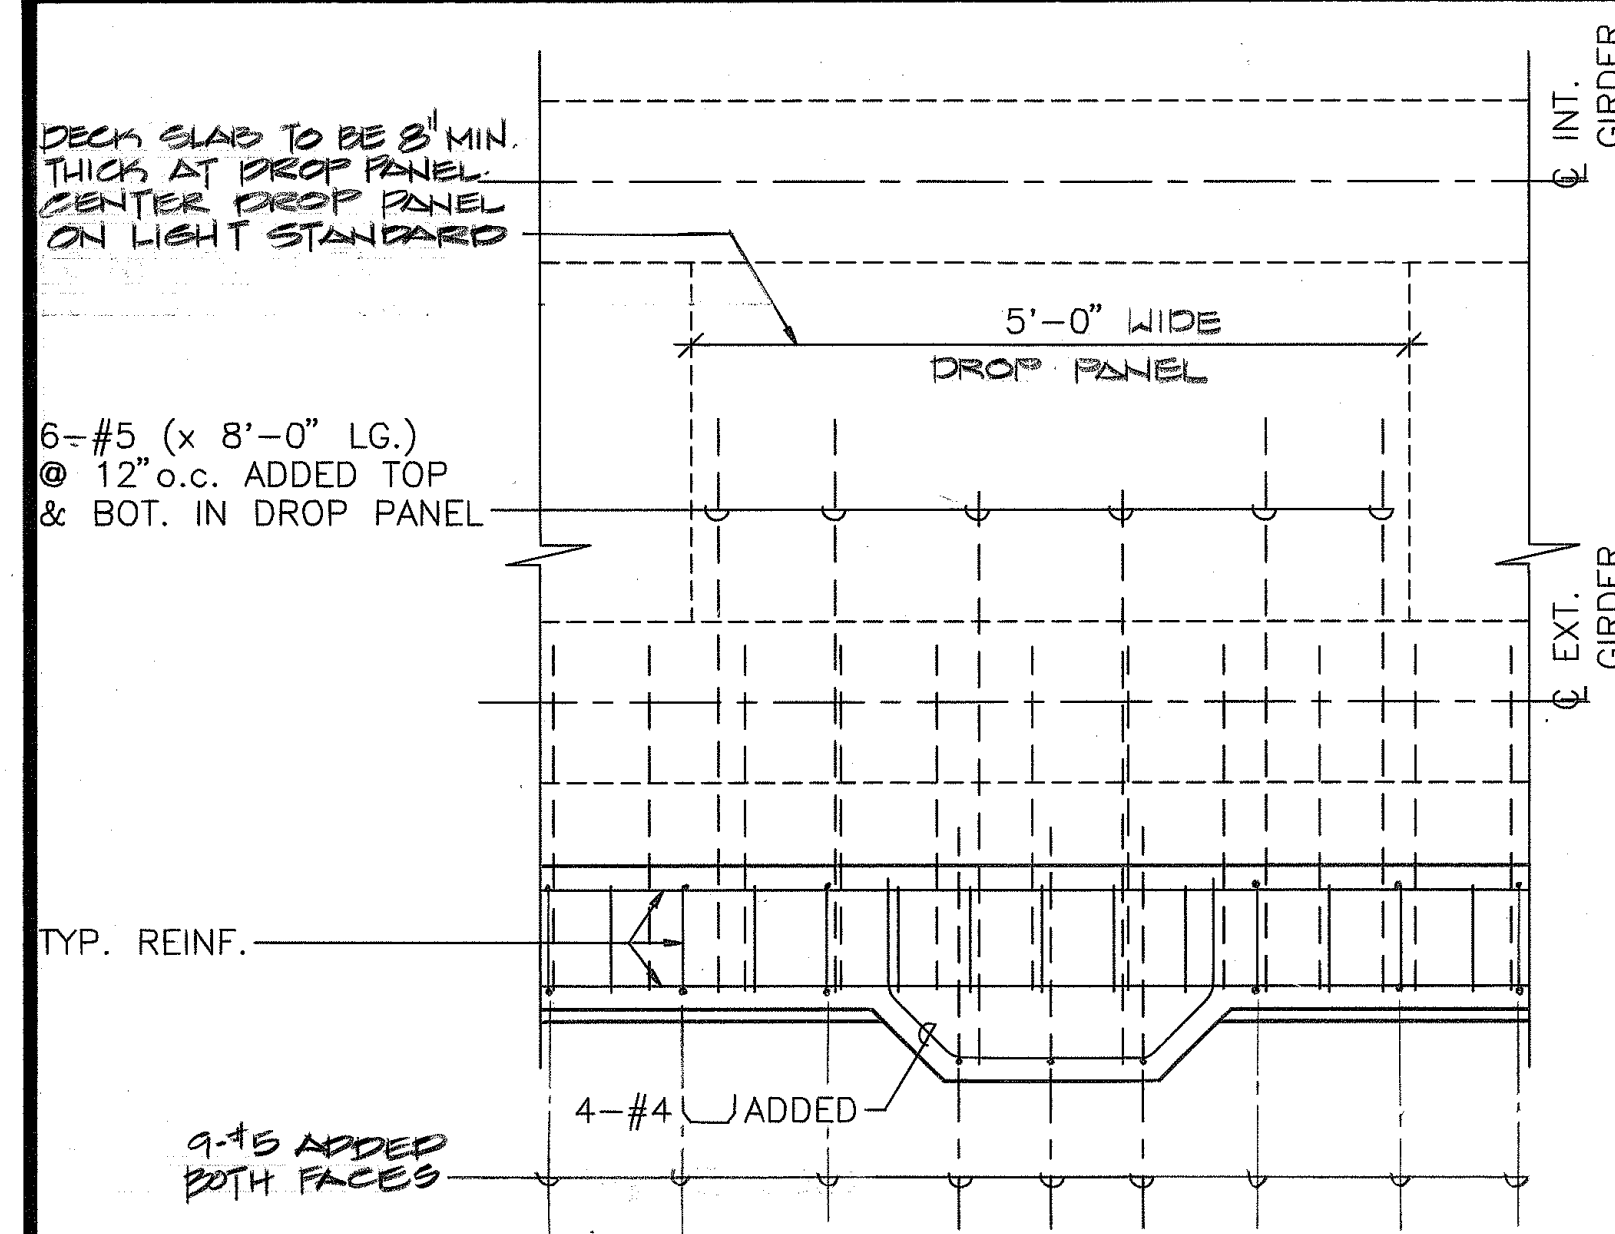 DECK SLAB TO BE 8" MIN.
THICK AT DROP PANEL.
CENTER DROP PANEL
ON LIGHT STANDARD
℄ INT.
GIRDER
5'-0" WIDE
DROP PANEL
6-#5 (x 8'-0" LG.)
@ 12"o.c. ADDED TOP
& BOT. IN DROP PANEL
℄ EXT.
GIRDER
TYP. REINF.
4-#4 ADDED
9-#5 ADDED
BOTH FACES